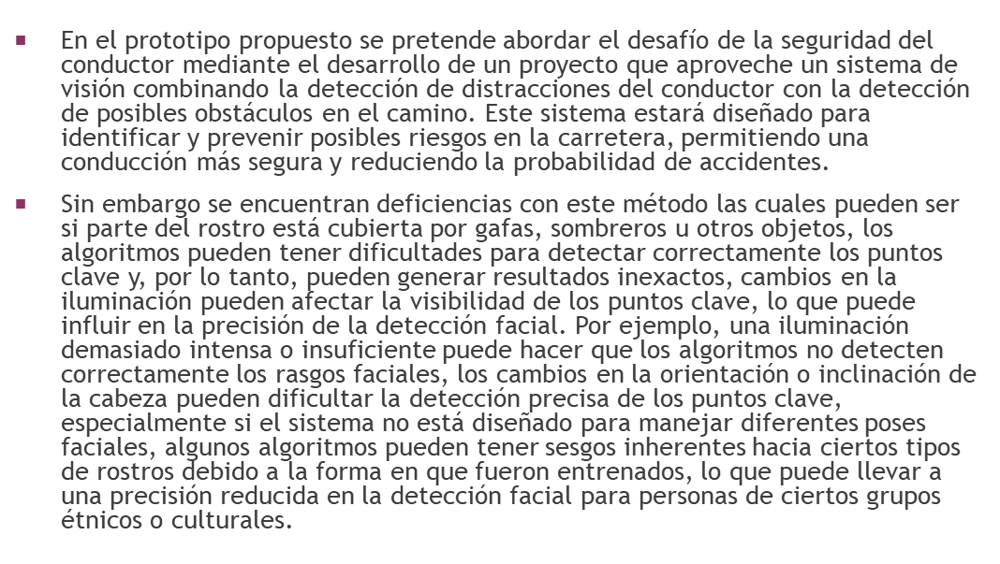 ▪ En el prototipo propuesto se pretende abordar el desafío de la seguridad del
conductor mediante el desarrollo de un proyecto que aproveche un sistema de
visión combinando la detección de distracciones del conductor con la detección
de posibles obstáculos en el camino. Este sistema estará diseñado para
identificar y prevenir posibles riesgos en la carretera, permitiendo una
conducción más segura y reduciendo la probabilidad de accidentes.
▪ Sin embargo se encuentran deficiencias con este método las cuales pueden ser
si parte del rostro está cubierta por gafas, sombreros u otros objetos, los
algoritmos pueden tener dificultades para detectar correctamente los puntos
clave y, por lo tanto, pueden generar resultados inexactos, cambios en la
iluminación pueden afectar la visibilidad de los puntos clave, lo que puede
influir en la precisión de la detección facial. Por ejemplo, una iluminación
demasiado intensa o insuficiente puede hacer que los algoritmos no detecten
correctamente los rasgos faciales, los cambios en la orientación o inclinación de
la cabeza pueden dificultar la detección precisa de los puntos clave,
especialmente si el sistema no está diseñado para manejar diferentes poses
faciales, algunos algoritmos pueden tener sesgos inherentes hacia ciertos tipos
de rostros debido a la forma en que fueron entrenados, lo que puede llevar a
una precisión reducida en la detección facial para personas de ciertos grupos
étnicos o culturales.